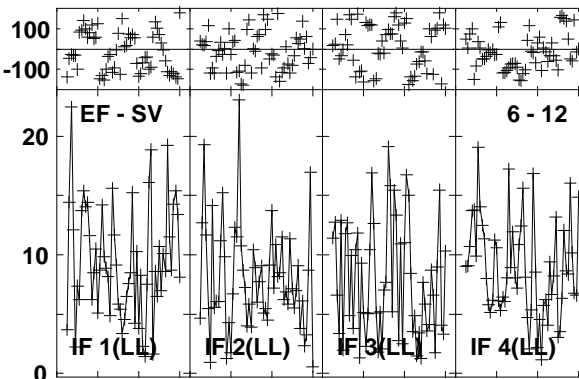 100
-100
EF - SV
6 - 12
20
10
IF 1(LL)
IF 2(LL)
IF 3(LL)
IF 4(LL)
0